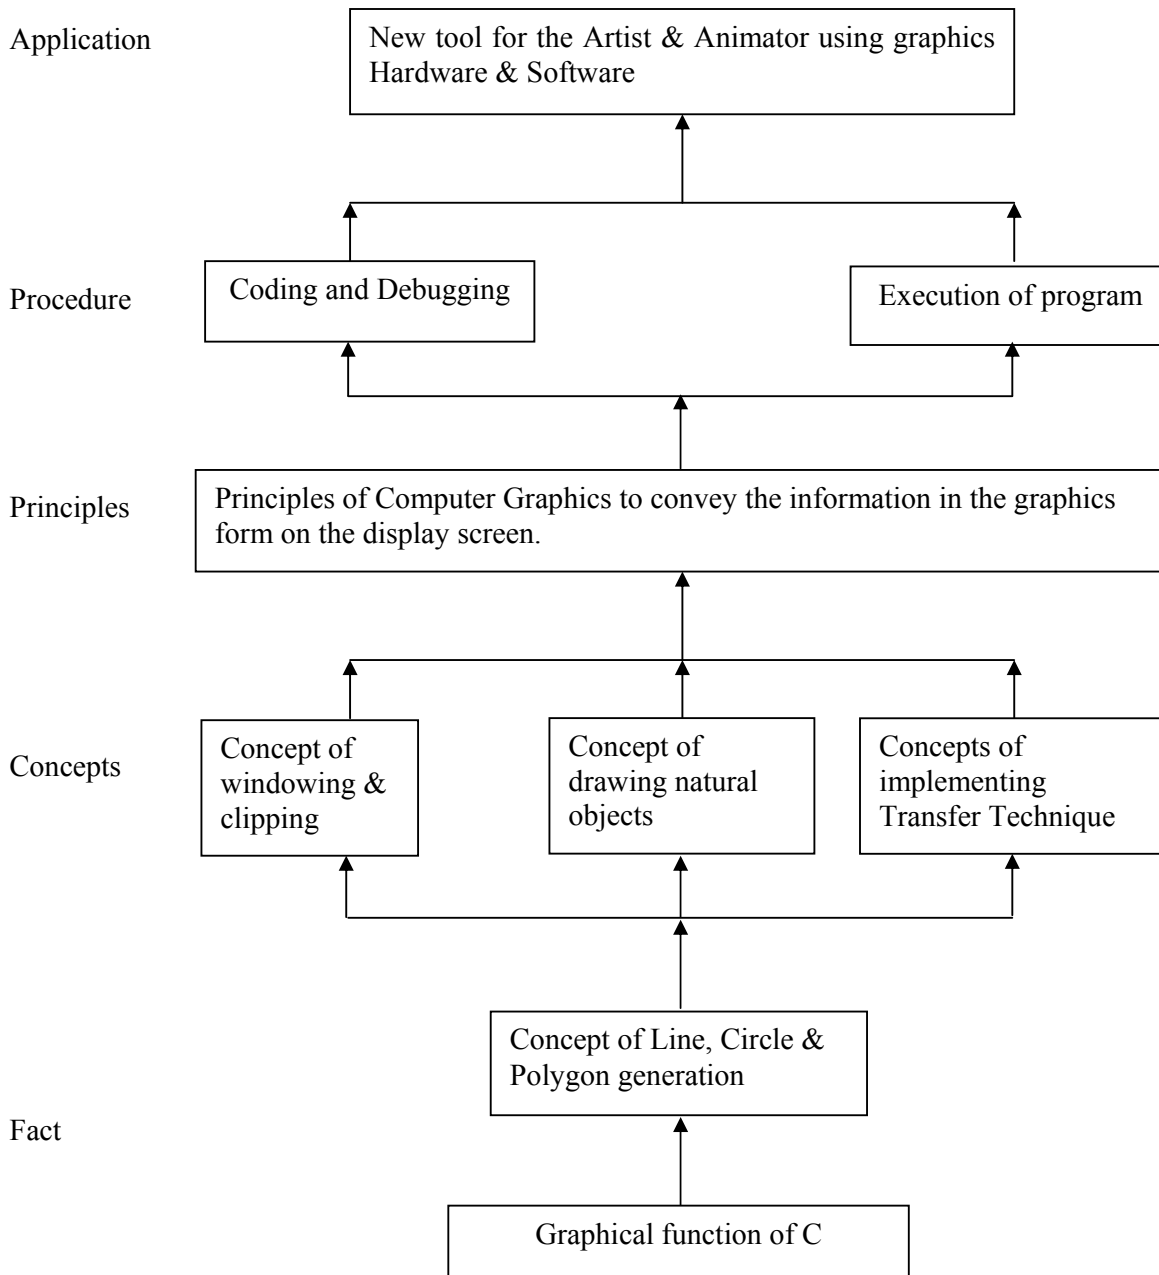 Application
New tool for the Artist & Animator using graphics
Hardware & Software
Procedure
Coding and Debugging
Execution of program
Principles
Principles of Computer Graphics to convey the information in the graphics
form on the display screen.
Concepts
Concept of
windowing &
clipping
Concept of
drawing natural
objects
Concepts of
implementing
Transfer Technique
Concept of Line, Circle &
Polygon generation
Fact
Graphical function of C